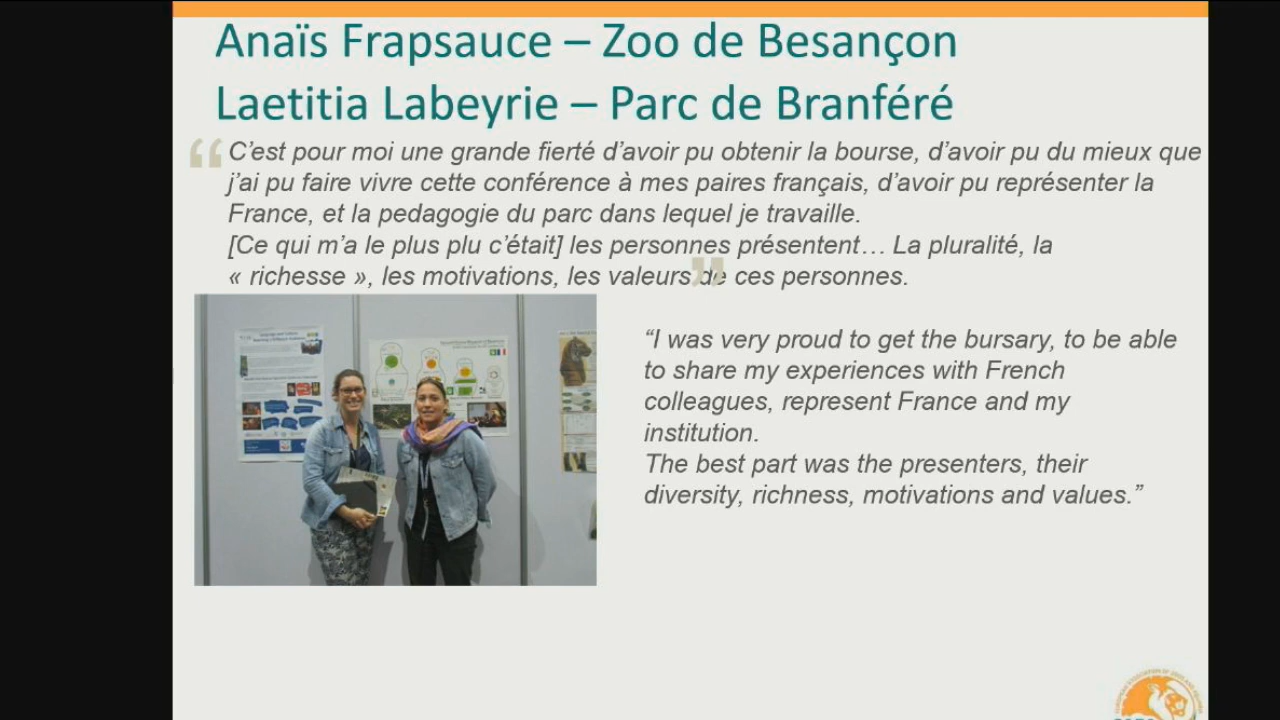 Anaïs Frapsauce – Zoo de Besançon
Laetitia Labeyrie – Parc de Branféré
“ C’est pour moi une grande fierté d’avoir pu obtenir la bourse, d’avoir pu du mieux que
j’ai pu faire vivre cette conférence à mes paires français, d’avoir pu représenter la
France, et la pedagogie du parc dans lequel je travaille.
[Ce qui m’a le plus plu c’était] les personnes présentent… La pluralité, la
« richesse », les motivations, les valeurs de ces personnes. ”
“I was very proud to get the bursary, to be able
to share my experiences with French
colleagues, represent France and my
institution.
The best part was the presenters, their
diversity, richness, motivations and values.”